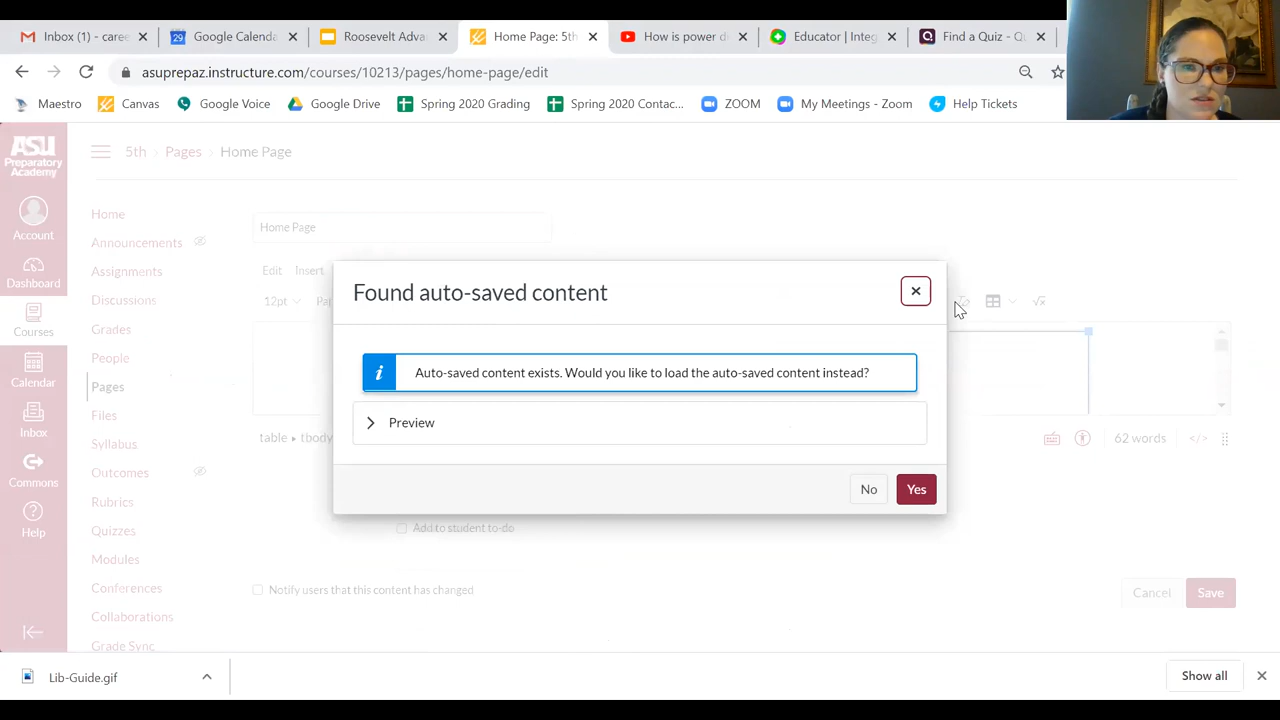 Inbox (1) - caree
Google Calenda
Roosevelt Adva
Home Page: 5th
How is power d
Educator | Integ
Find a Quiz - Q
asuprepaz.instructure.com/courses/10213/pages/home-page/edit
Maestro
Canvas
Google Voice
Google Drive
Spring 2020 Grading
Spring 2020 Contac...
ZOOM
My Meetings - Zoom
Help Tickets
ASU
Preparatory
Academy
Account
Dashboard
Courses
Calendar
Inbox
Commons
Help
5th > Pages > Home Page
Home
Announcements
Assignments
Discussions
Grades
People
Pages
Files
Syllabus
Outcomes
Rubrics
Quizzes
Modules
Conferences
Collaborations
Grade Sync
Home Page
Edit Insert
12pt
Found auto-saved content
i Auto-saved content exists. Would you like to load the auto-saved content instead?
Preview
No Yes
table ▸ tbody
62 words </>
Add to student to-do
Notify users that this content has changed
Cancel Save
Lib-Guide.gif
Show all